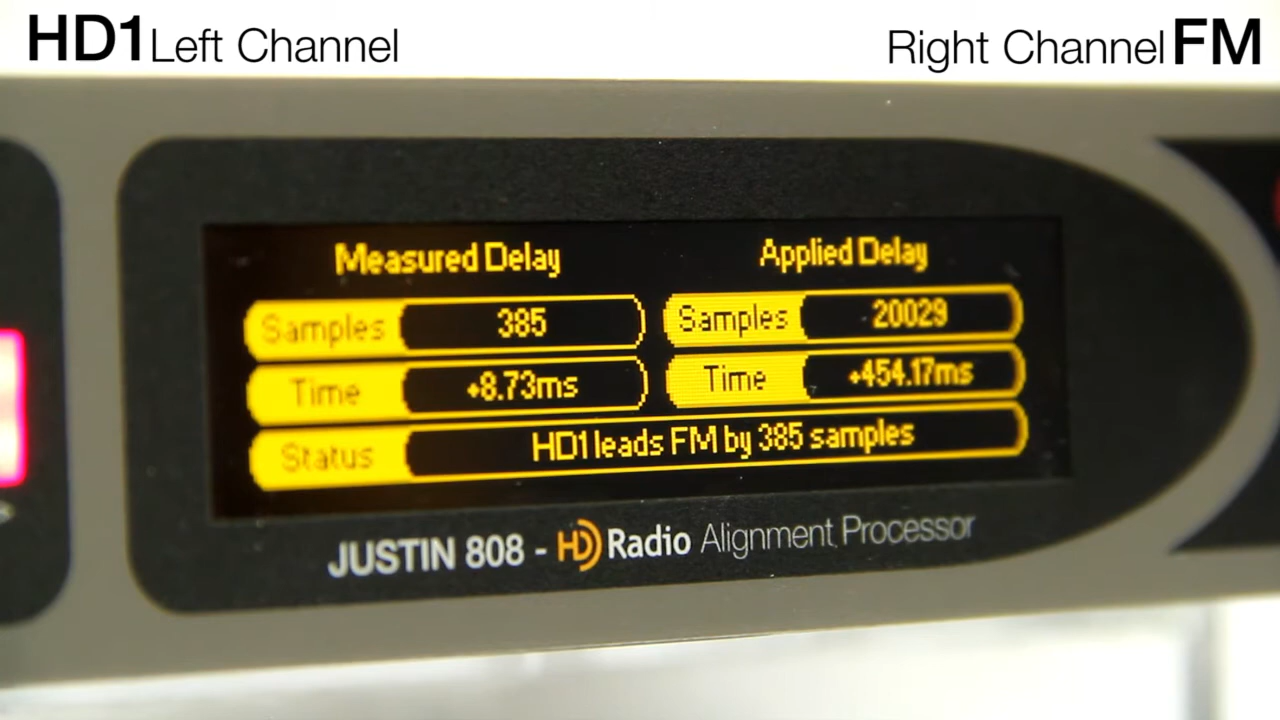 HD1 Left Channel
Right Channel FM
Measured Delay
Applied Delay
Samples 385
Samples 20029
Time +8.73ms
Time +454.17ms
Status HD1 leads FM by 385 samples
JUSTIN 808 - HD Radio Alignment Processor